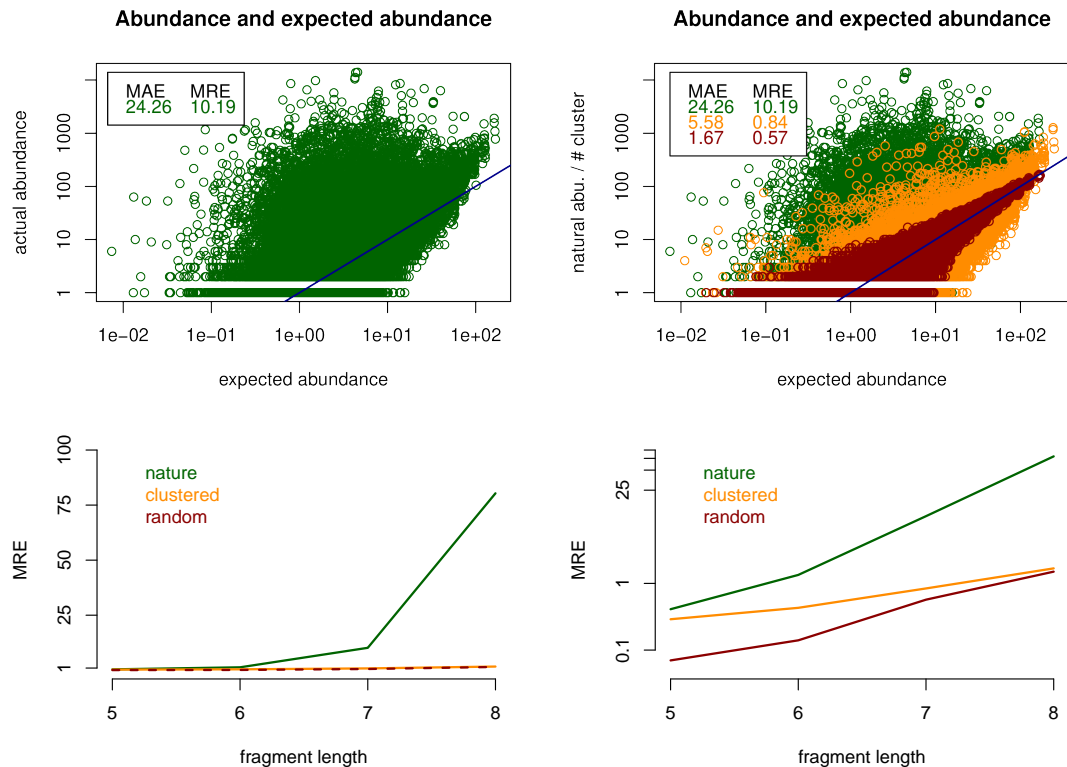 Abundance and expected abundance
MAE MRE
24.26 10.19
actual abundance
1000
100
10
1
1e-02 1e-01 1e+00 1e+01 1e+02
expected abundance
Abundance and expected abundance
MAE MRE
24.26 10.19
5.58 0.84
1.67 0.57
natural abu. / # cluster
1000
100
10
1
1e-02 1e-01 1e+00 1e+01 1e+02
expected abundance
100
75
50
25
1
MRE
nature
clustered
random
5 6 7 8
fragment length
25
1
0.1
MRE
nature
clustered
random
5 6 7 8
fragment length